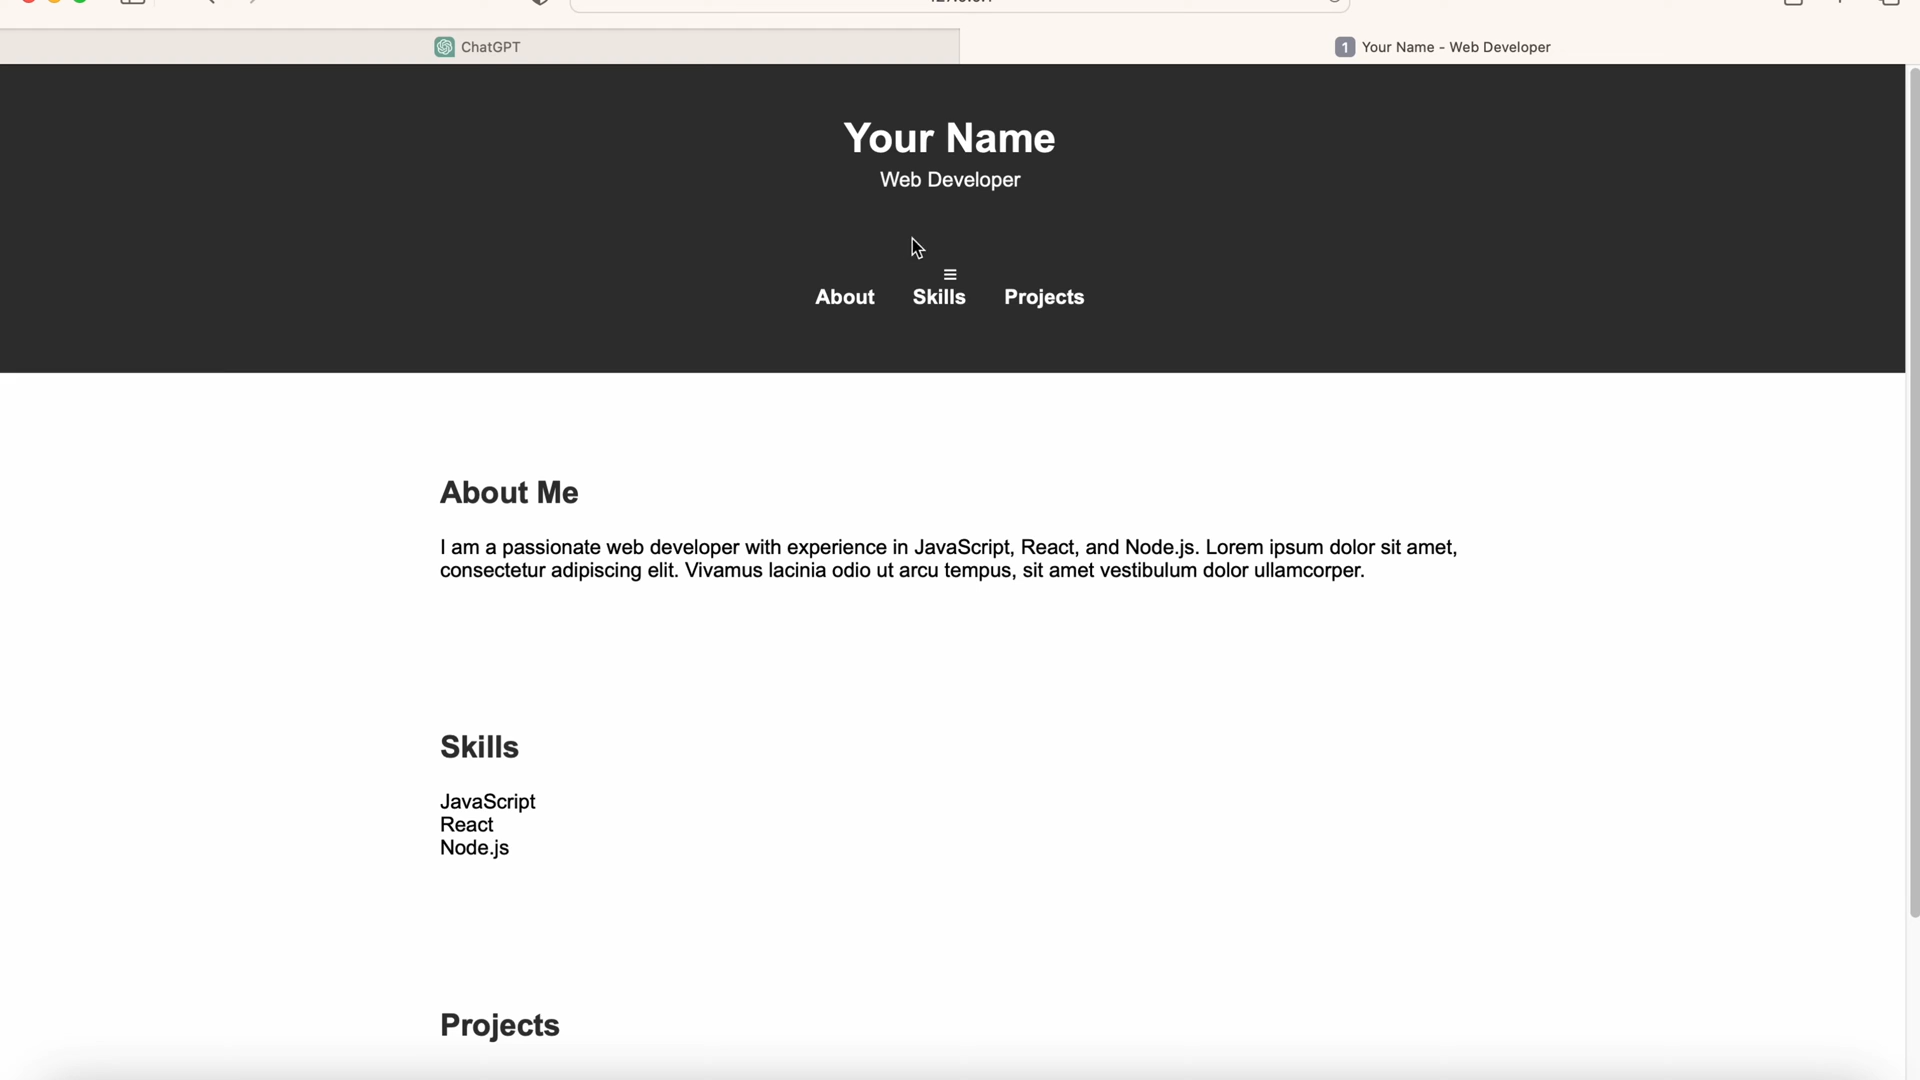 ChatGPT
1 Your Name - Web Developer
Your Name
Web Developer
About Skills Projects
About Me
I am a passionate web developer with experience in JavaScript, React, and Node.js. Lorem ipsum dolor sit amet,
consectetur adipiscing elit. Vivamus lacinia odio ut arcu tempus, sit amet vestibulum dolor ullamcorper.
Skills
JavaScript
React
Node.js
Projects